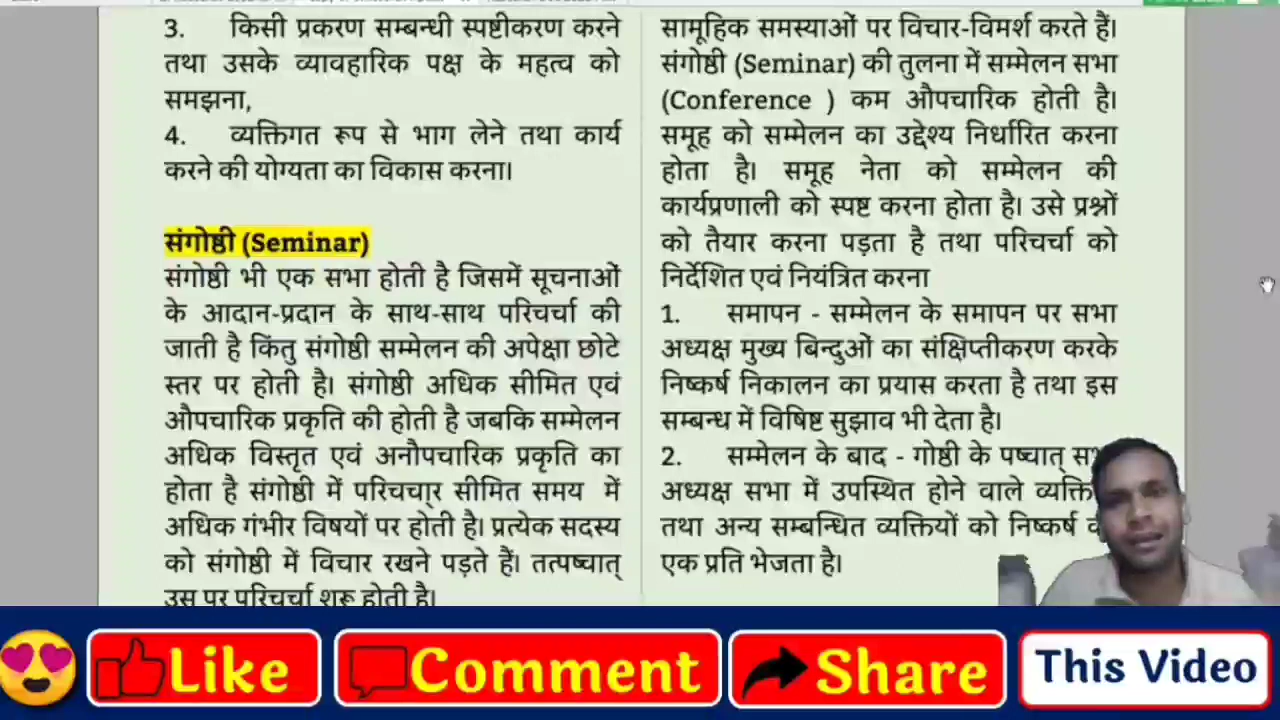 3. किसी प्रकरण सम्बन्धी स्पष्टीकरण करने
तथा उसके व्यावहारिक पक्ष के महत्व को
समझना,
4. व्यक्तिगत रूप से भाग लेने तथा कार्य
करने की योग्यता का विकास करना।
संगोष्ठी (Seminar)
संगोष्ठी भी एक सभा होती है जिसमें सूचनाओं
के आदान-प्रदान के साथ-साथ परिचर्चा की
जाती है किंतु संगोष्ठी सम्मेलन की अपेक्षा छोटे
स्तर पर होती है। संगोष्ठी अधिक सीमित एवं
औपचारिक प्रकृति की होती है जबकि सम्मेलन
अधिक विस्तृत एवं अनौपचारिक प्रकृति का
होता है संगोष्ठी में परिचचार् सीमित समय में
अधिक गंभीर विषयों पर होती है। प्रत्येक सदस्य
को संगोष्ठी में विचार रखने पड़ते हैं। तत्पष्चात्
उस पर परिचर्चा शुरू होती है।
सामूहिक समस्याओं पर विचार-विमर्श करते हैं।
संगोष्ठी (Seminar) की तुलना में सम्मेलन सभा
(Conference ) कम औपचारिक होती है।
समूह को सम्मेलन का उद्देश्य निर्धारित करना
होता है। समूह नेता को सम्मेलन की
कार्यप्रणाली को स्पष्ट करना होता है। उसे प्रश्नों
को तैयार करना पड़ता है तथा परिचर्चा को
निर्देशित एवं नियंत्रित करना
1. समापन - सम्मेलन के समापन पर सभा
अध्यक्ष मुख्य बिन्दुओं का संक्षिप्तीकरण करके
निष्कर्ष निकालन का प्रयास करता है तथा इस
सम्बन्ध में विषिष्ट सुझाव भी देता है।
2. सम्मेलन के बाद - गोष्ठी के पष्चात्
अध्यक्ष सभा में उपस्थित होने वाले
तथा अन्य सम्बन्धित व्यक्तियों को निष्कर्ष
एक प्रति भेजता है।
Like Comment Share This Video